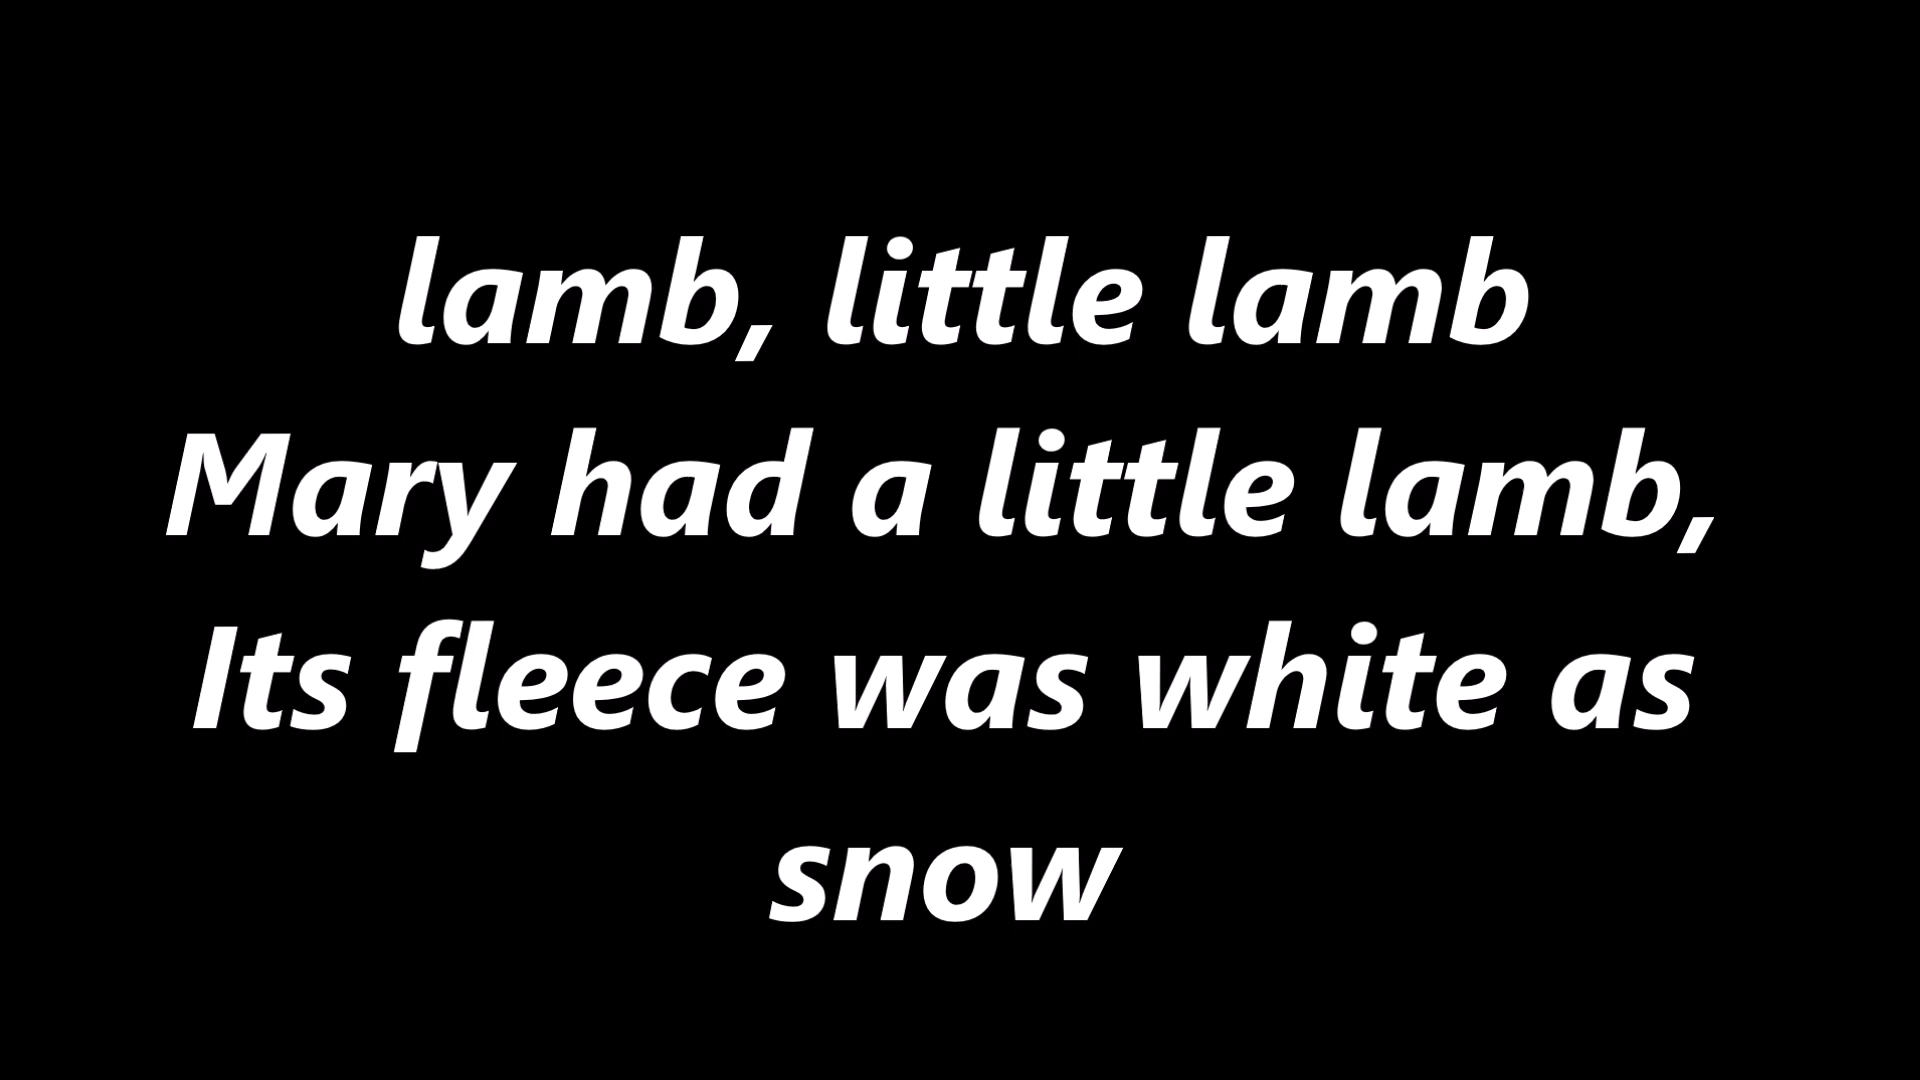 lamb, little lamb
Mary had a little lamb,
Its fleece was white as
snow